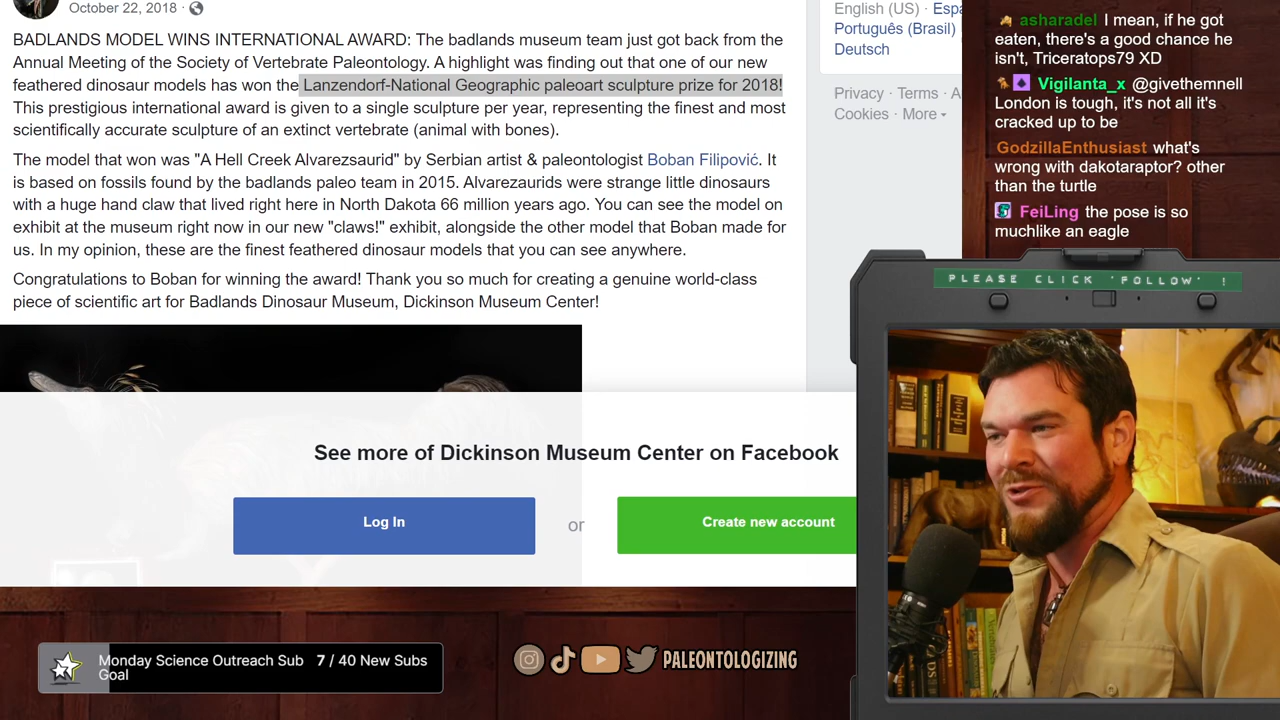 October 22, 2018 ·
BADLANDS MODEL WINS INTERNATIONAL AWARD: The badlands museum team just got back from the
Annual Meeting of the Society of Vertebrate Paleontology. A highlight was finding out that one of our new
feathered dinosaur models has won the Lanzendorf-National Geographic paleoart sculpture prize for 2018!
This prestigious international award is given to a single sculpture per year, representing the finest and most
scientifically accurate sculpture of an extinct vertebrate (animal with bones).
The model that won was "A Hell Creek Alvarezsaurid" by Serbian artist & paleontologist Boban Filipović. It
is based on fossils found by the badlands paleo team in 2015. Alvarezaurids were strange little dinosaurs
with a huge hand claw that lived right here in North Dakota 66 million years ago. You can see the model on
exhibit at the museum right now in our new "claws!" exhibit, alongside the other model that Boban made for
us. In my opinion, these are the finest feathered dinosaur models that you can see anywhere.
Congratulations to Boban for winning the award! Thank you so much for creating a genuine world-class
piece of scientific art for Badlands Dinosaur Museum, Dickinson Museum Center!
See more of Dickinson Museum Center on Facebook
Log In
or
Create new account
English (US) · Espa
Português (Brasil)
Deutsch
Privacy · Terms · A
Cookies · More
asharadel I mean, if he got
eaten, there's a good chance he
isn't, Triceratops79 XD
Vigilanta_x @givethemnell
London is tough, it's not all it's
cracked up to be
GodzillaEnthusiast what's
wrong with dakotaraptor? other
than the turtle
FeiLing the pose is so
muchlike an eagle
PLEASE CLICK 'FOLLOW' !
Monday Science Outreach Sub 7 / 40 New Subs
Goal
PALEONTOLOGIZING